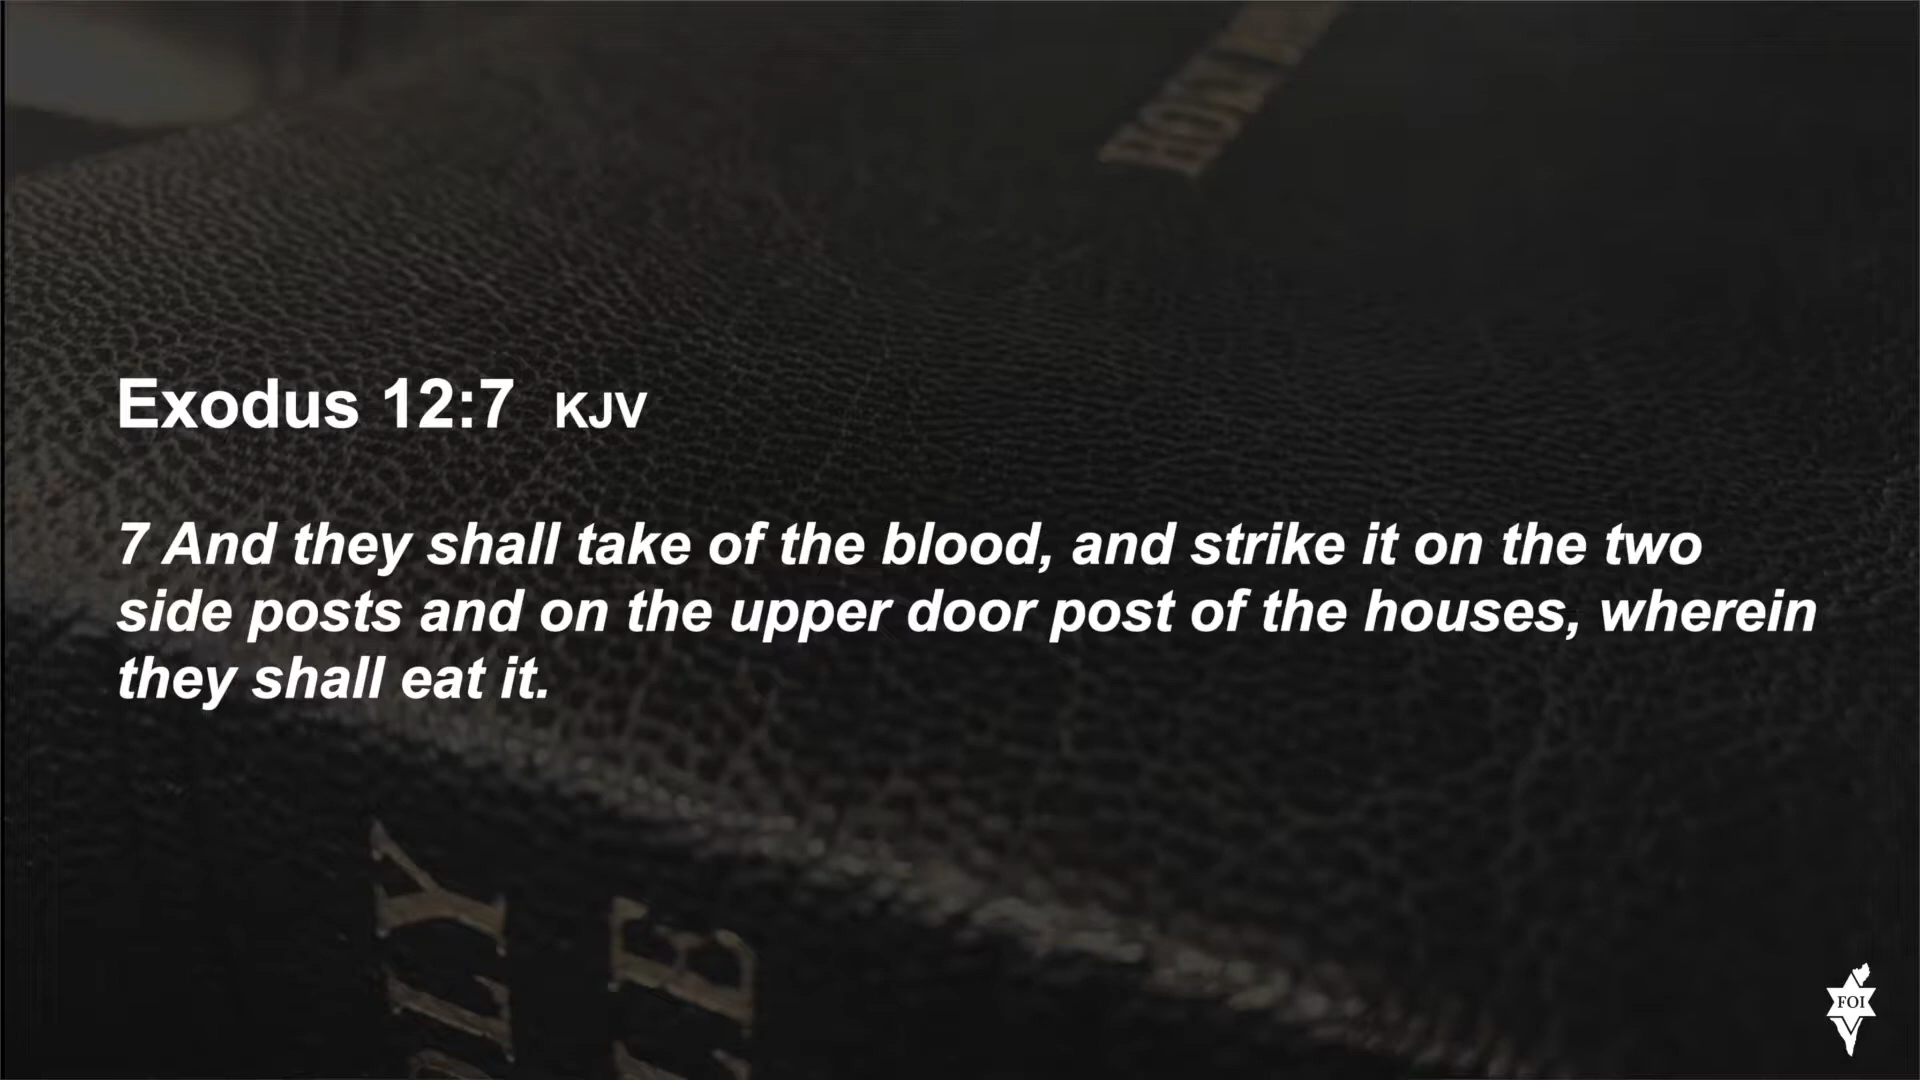 HOLY B
Exodus 12:7 KJV
7 And they shall take of the blood, and strike it on the two
side posts and on the upper door post of the houses, wherein
they shall eat it.
FOI